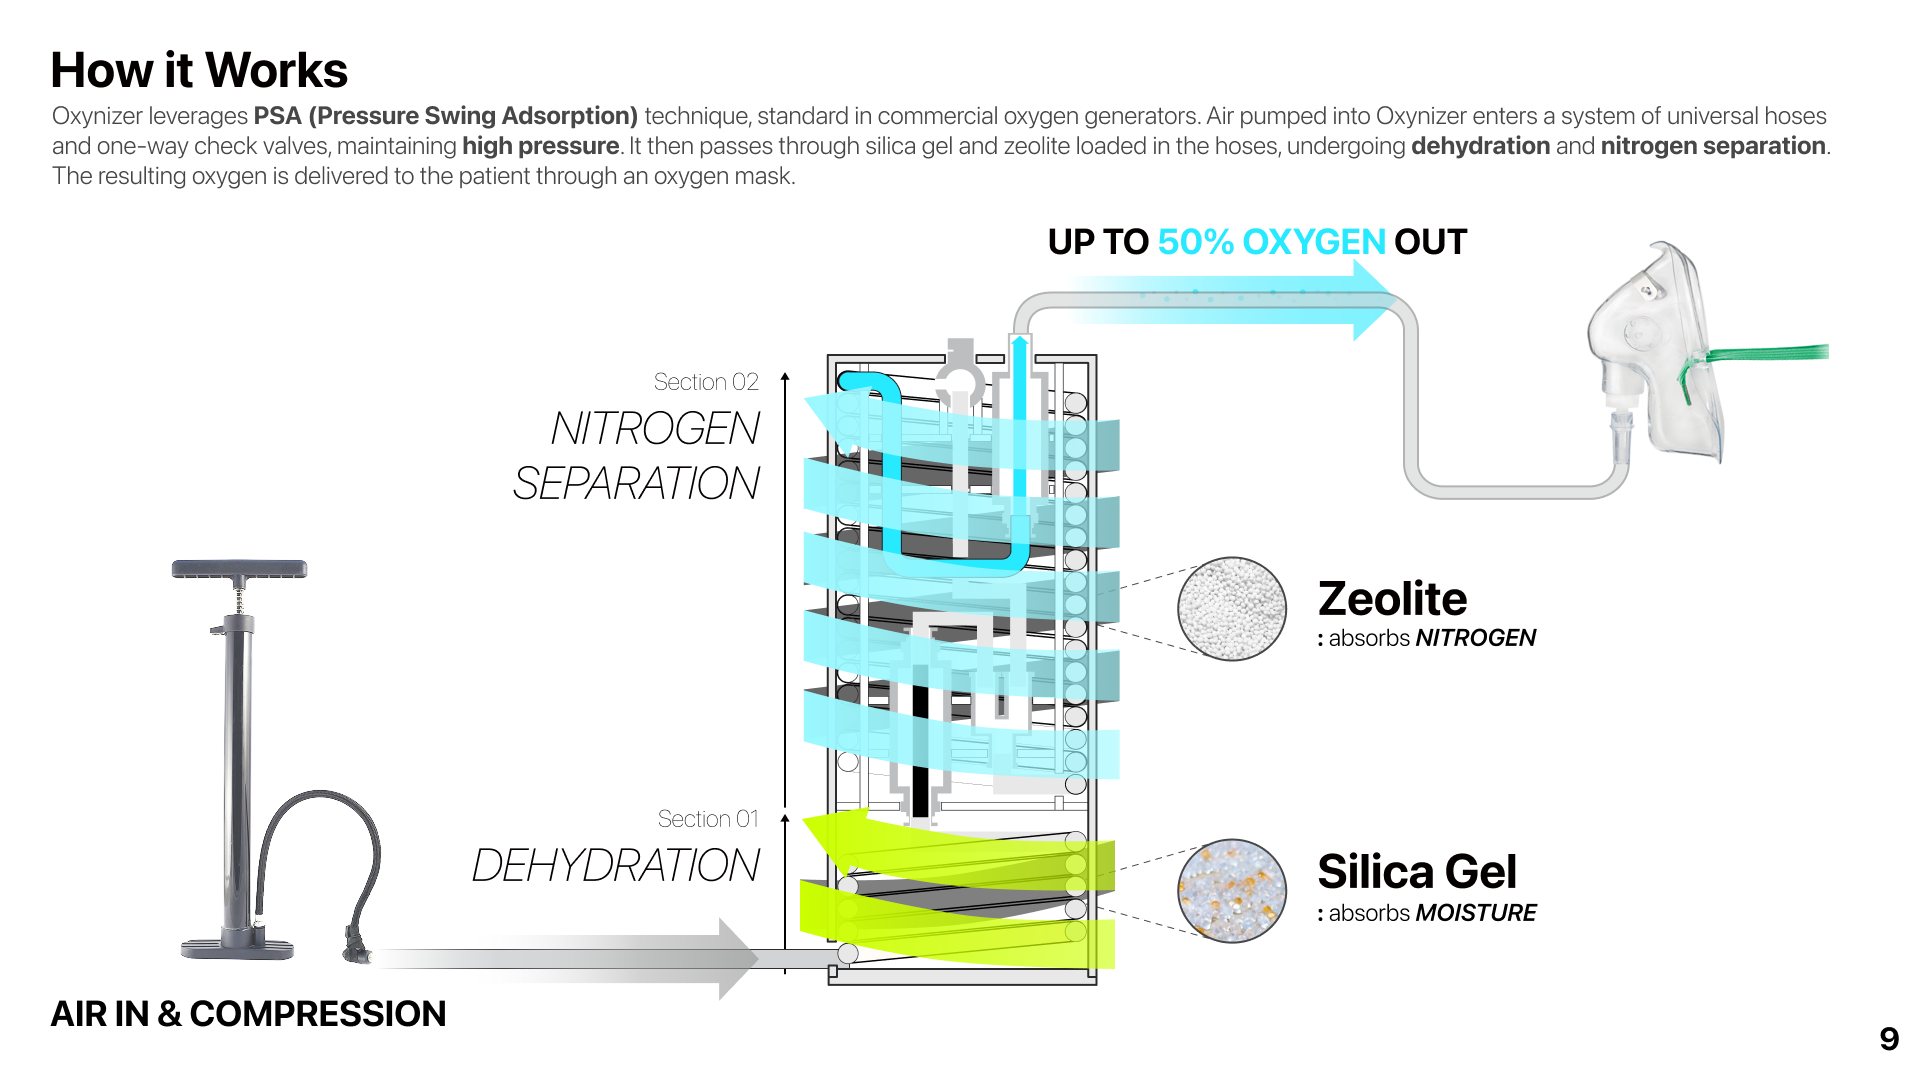 How it Works
Oxynizer leverages PSA (Pressure Swing Adsorption) technique, standard in commercial oxygen generators. Air pumped into Oxynizer enters a system of universal hoses
and one-way check valves, maintaining high pressure. It then passes through silica gel and zeolite loaded in the hoses, undergoing dehydration and nitrogen separation.
The resulting oxygen is delivered to the patient through an oxygen mask.
UP TO 50% OXYGEN OUT
Section 02
NITROGEN
SEPARATION
Zeolite
: absorbs NITROGEN
Section 01
DEHYDRATION
Silica Gel
: absorbs MOISTURE
AIR IN & COMPRESSION
9